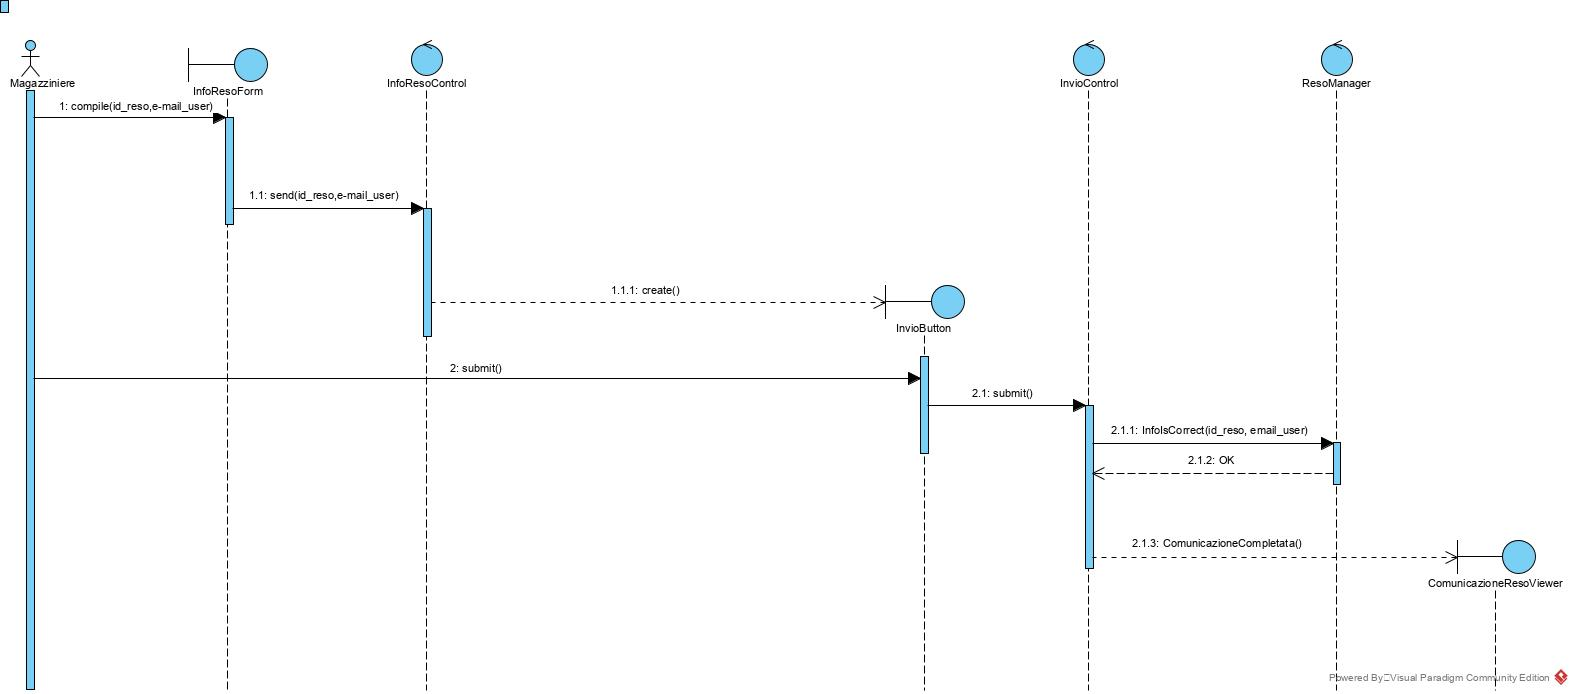 Magazziniere
InfoResoForm
InfoResoControl
InvioControl
ResoManager
1: compile(id_reso,e-mail_user)
1.1: send(id_reso,e-mail_user)
1.1.1: create()
InvioButton
2: submit()
2.1: submit()
2.1.1: InfoIsCorrect(id_reso, email_user)
2.1.2: OK
2.1.3: ComunicazioneCompletata()
ComunicazioneResoViewer
Powered By Visual Paradigm Community Edition